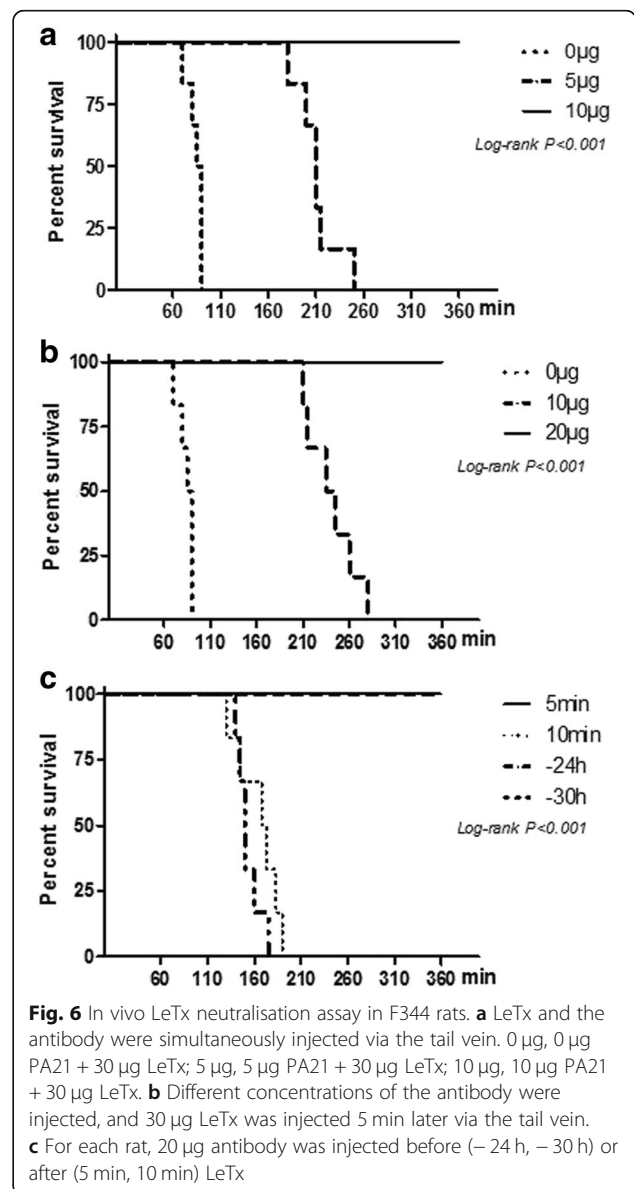 a
100
75
50
25
0
Percent survival
60 110 160 210 260 310 360 min
0µg
5µg
10µg
Log-rank P<0.001
b
100
75
50
25
0
Percent survival
60 110 160 210 260 310 360 min
0µg
10µg
20µg
Log-rank P<0.001
c
100
75
50
25
0
Percent survival
60 110 160 210 260 310 360 min
5min
10min
-24h
-30h
Log-rank P<0.001
Fig. 6 In vivo LeTx neutralisation assay in F344 rats. a LeTx and the
antibody were simultaneously injected via the tail vein. 0 µg, 0 µg
PA21 + 30 µg LeTx; 5 µg, 5 µg PA21 + 30 µg LeTx; 10 µg, 10 µg PA21
+ 30 µg LeTx. b Different concentrations of the antibody were
injected, and 30 µg LeTx was injected 5 min later via the tail vein.
c For each rat, 20 µg antibody was injected before (− 24 h, − 30 h) or
after (5 min, 10 min) LeTx